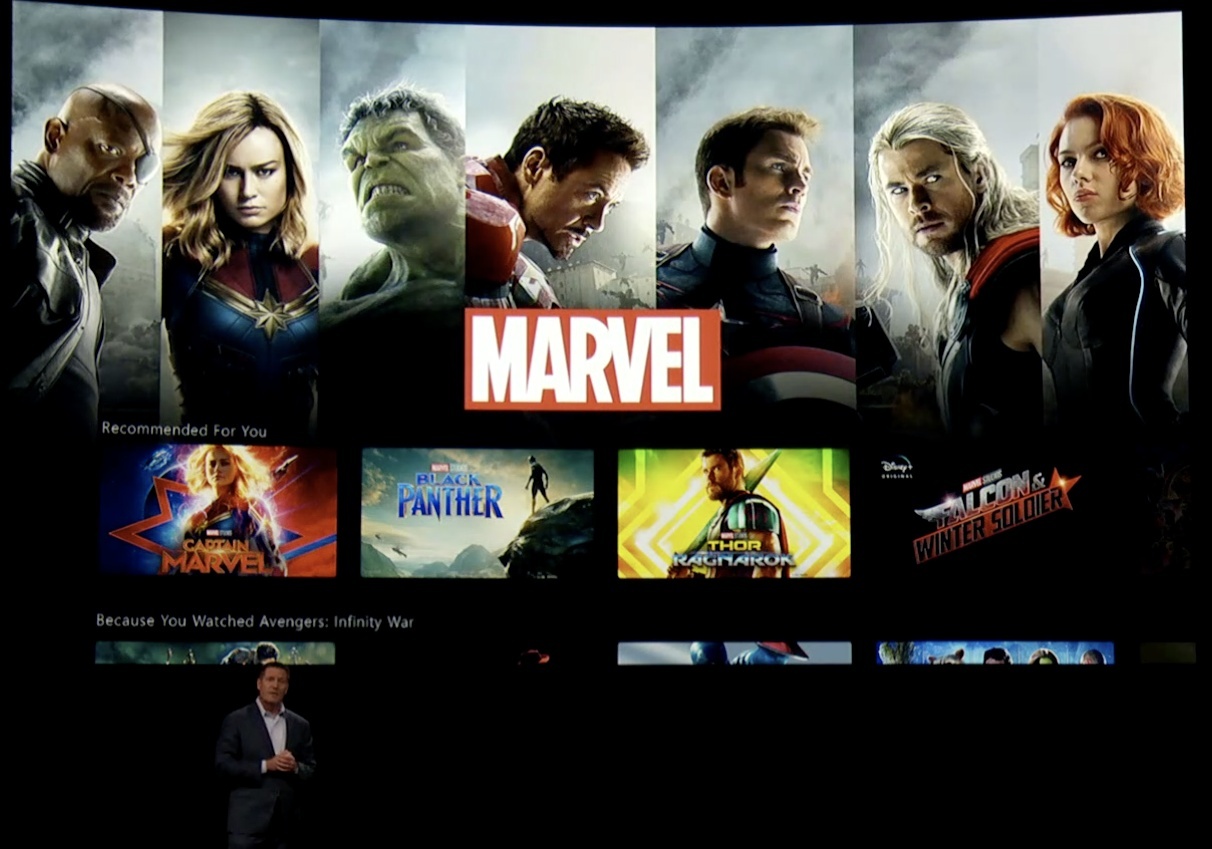 MARVEL
Recommended For You
MARVEL STUDIOS
CAPTAIN
MARVEL
MARVEL STUDIOS
BLACK
PANTHER
MARVEL STUDIOS
THOR
RAGNAROK
Disney+
ORIGINAL
MARVEL STUDIOS
FALCON &
WINTER SOLDIER
Because You Watched Avengers: Infinity War